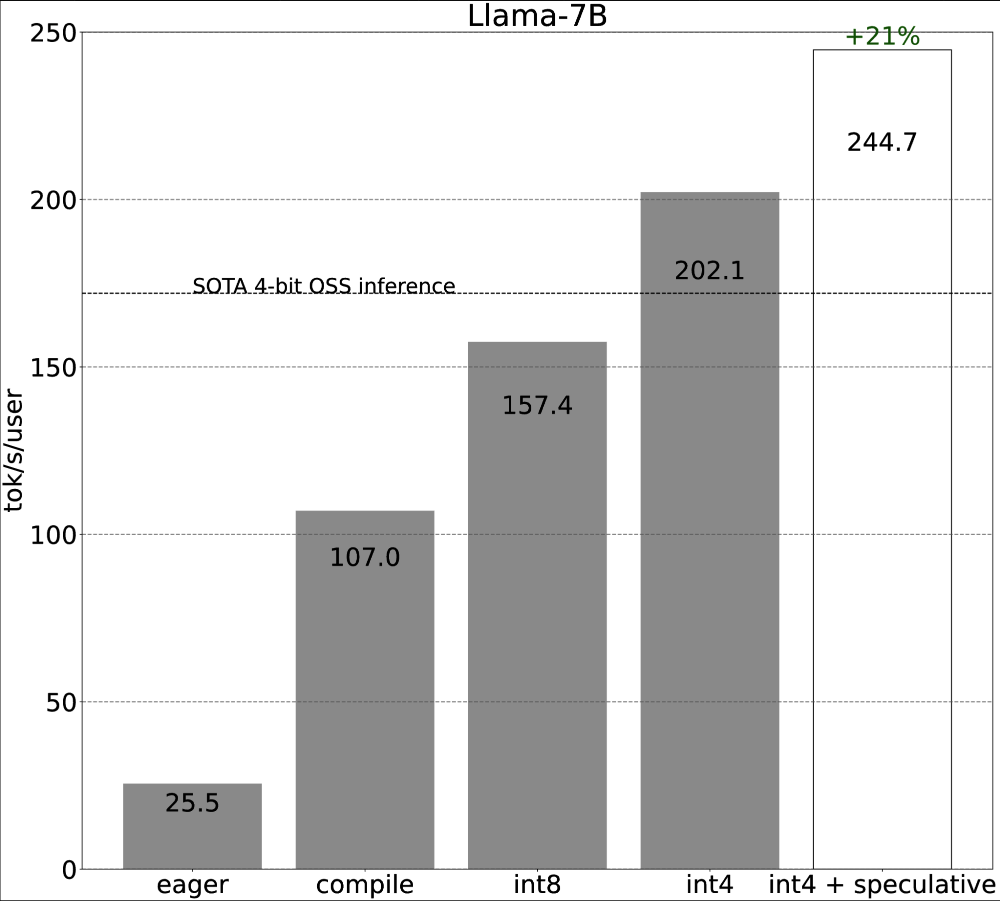 Llama-7B
+21%
250
244.7
200
202.1
SOTA 4-bit OSS inference
150
157.4
tok/s/user
100
107.0
50
25.5
0
eager
compile
int8
int4
int4 + speculative